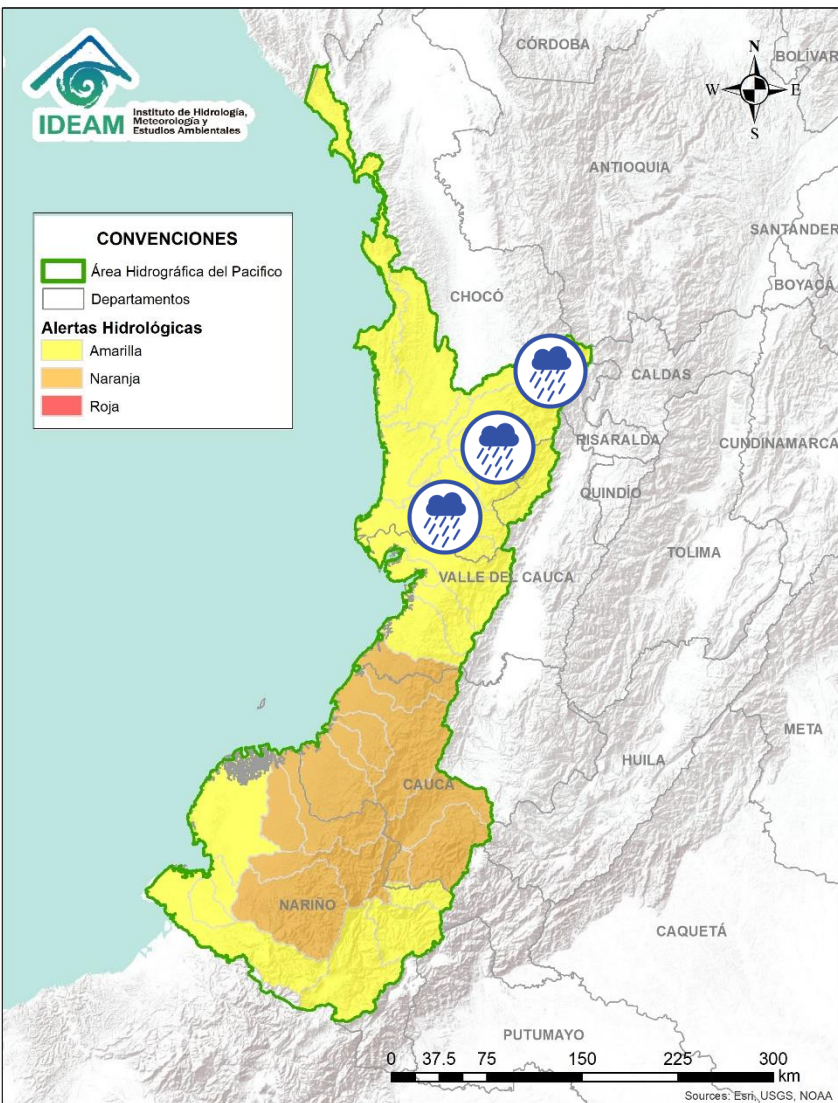 IDEAM
Instituto de Hidrología,
Meteorología y
Estudios Ambientales
CONVENCIONES
Área Hidrográfica del Pacifico
Departamentos
Alertas Hidrológicas
Amarilla
Naranja
Roja
N
W
E
S
CÓRDOBA
BOLÍVAR
ANTIOQUIA
SANTANDER
BOYACÁ
CHOCÓ
CALDAS
RISARALDA
CUNDINAMARCA
QUINDÍO
TOLIMA
VALLE DEL CAUCA
META
HUILA
CAUCA
NARIÑO
CAQUETÁ
PUTUMAYO
0 37.5 75 150 225 300
km
Sources: Esri, USGS, NOAA